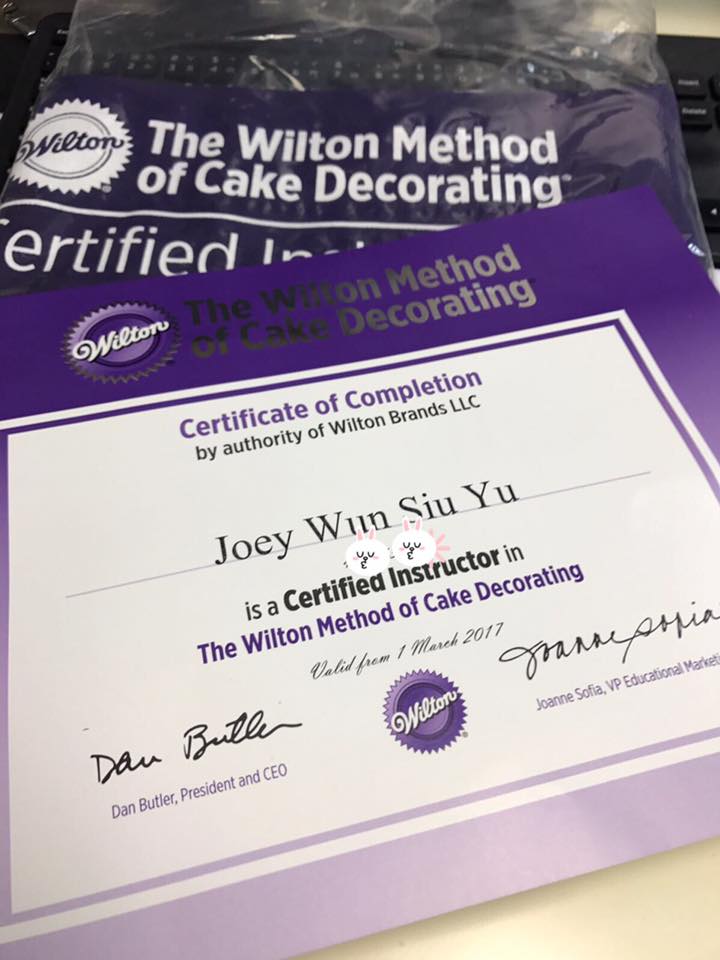 Wilton
The Wilton Method
of Cake Decorating
ertified
Wilton
The Wilton Method
of Cake Decorating
Certificate of Completion
by authority of Wilton Brands LLC
Joey Wun Siu Yu
is a Certified Instructor in
The Wilton Method of Cake Decorating
Valid from 1 March 2017
Dan Butler
Dan Butler, President and CEO
Wilton
Joanne Sofia
Joanne Sofia, VP Educational Marketi